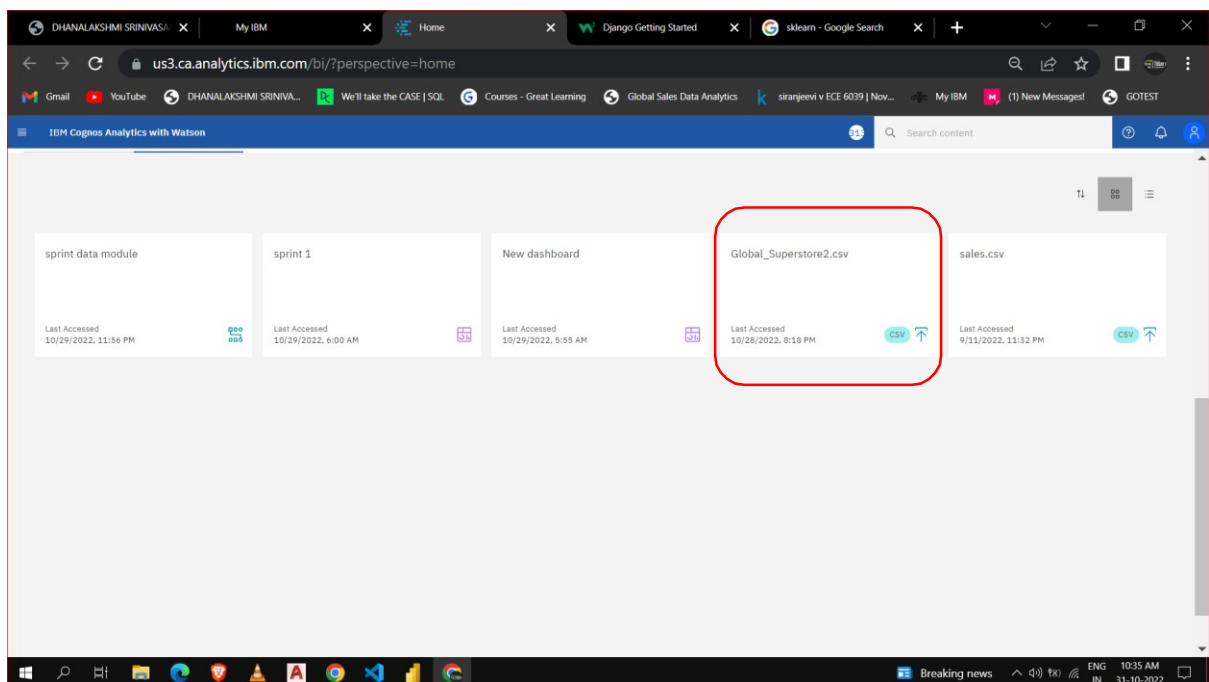 DHANALAKSHMI SRINIVASA
My IBM
Home
Django Getting Started
sklearn - Google Search
us3.ca.analytics.ibm.com/bi/?perspective=home
Gmail
YouTube
DHANALAKSHMI SRINIVA...
We'll take the CASE | SQL
Courses - Great Learning
Global Sales Data Analytics
siranjeevi v ECE 6039 | Nov...
My IBM
(1) New Messages!
GOTEST
IBM Cognos Analytics with Watson
Search content
sprint data module
sprint 1
New dashboard
Global_Superstore2.csv
sales.csv
Last Accessed
10/29/2022, 11:56 PM
Last Accessed
10/29/2022, 6:00 AM
Last Accessed
10/29/2022, 5:55 AM
Last Accessed
10/28/2022, 8:18 PM
CSV
Last Accessed
9/11/2022, 11:32 PM
CSV
Breaking news
ENG
IN
10:35 AM
31-10-2022